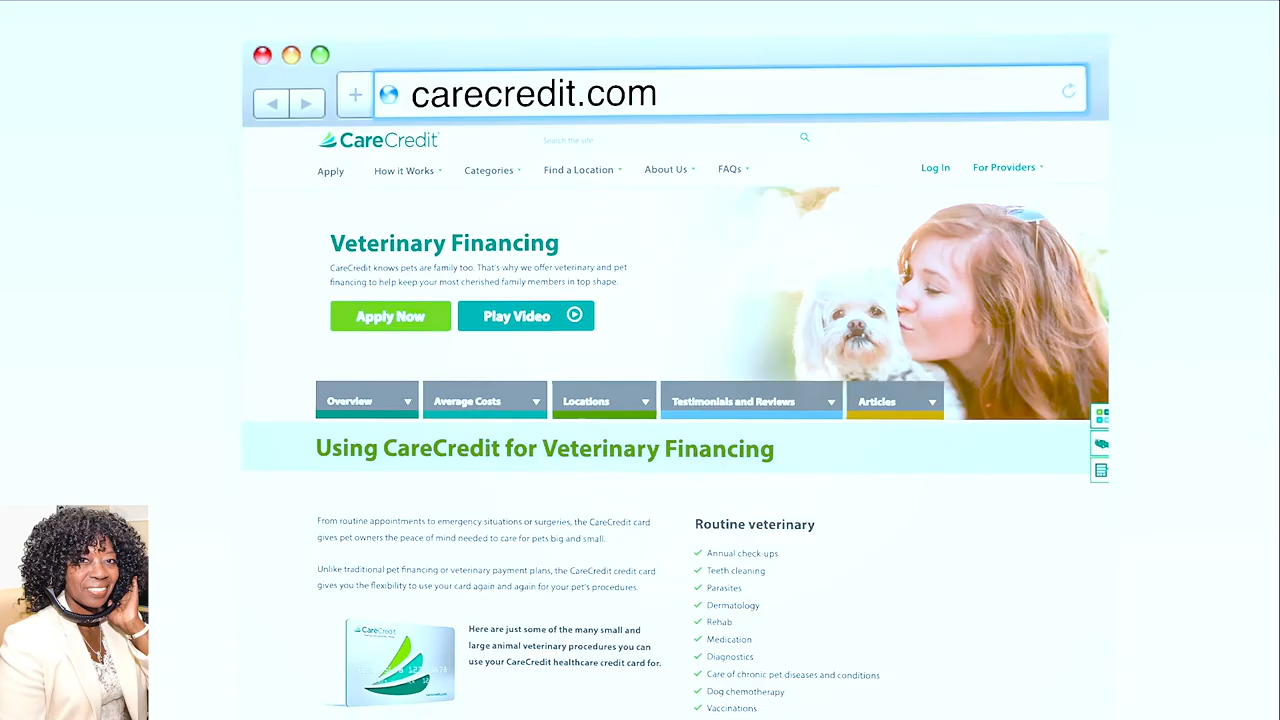 carecredit.com
CareCredit
Search the site
Apply
How it Works
Categories
Find a Location
About Us
FAQs
Log In
For Providers
Veterinary Financing
CareCredit knows pets are family too. That's why we offer veterinary and pet
financing to help keep your most cherished family members in top shape.
Apply Now
Play Video
Overview
Average Costs
Locations
Testimonials and Reviews
Articles
Using CareCredit for Veterinary Financing
From routine appointments to emergency situations or surgeries, the CareCredit card
gives pet owners the peace of mind needed to care for pets big and small.
Unlike traditional pet financing or veterinary payment plans, the CareCredit credit card
gives you the flexibility to use your card again and again for your pet's procedures.
CareCredit
carecredit.com
Here are just some of the many small and
large animal veterinary procedures you can
use your CareCredit healthcare credit card for.
Routine veterinary
Annual check-ups
Teeth cleaning
Parasites
Dermatology
Rehab
Medication
Diagnostics
Care of chronic pet diseases and conditions
Dog chemotherapy
Vaccinations